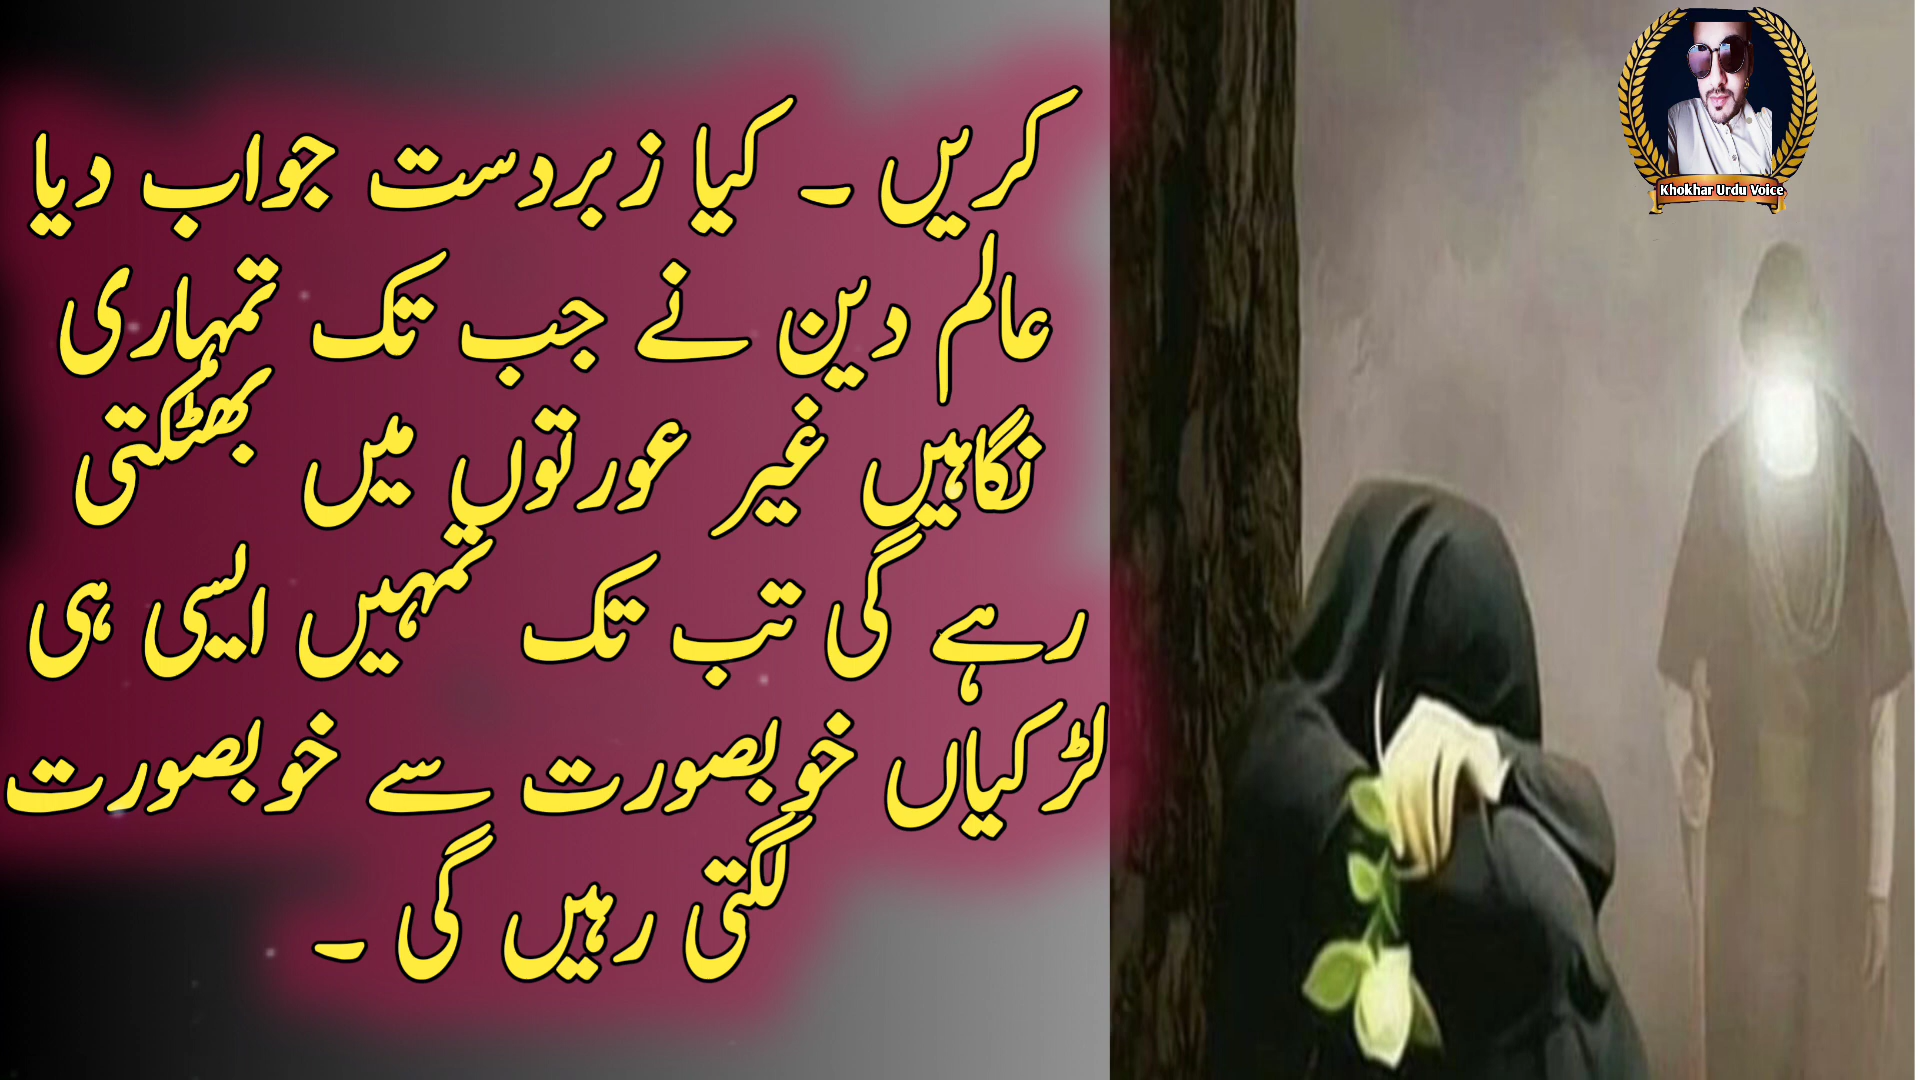 کریں ۔ کیا زبردست جواب دیا
عالم دین نے جب تک تمہاری
نگاہیں غیر عورتوں میں بھٹکتی
رہے گی تب تک تمہیں ایسی ہی
لڑکیاں خوبصورت سے خوبصورت
لگتی رہیں گی ۔
Khokhar Urdu Voice